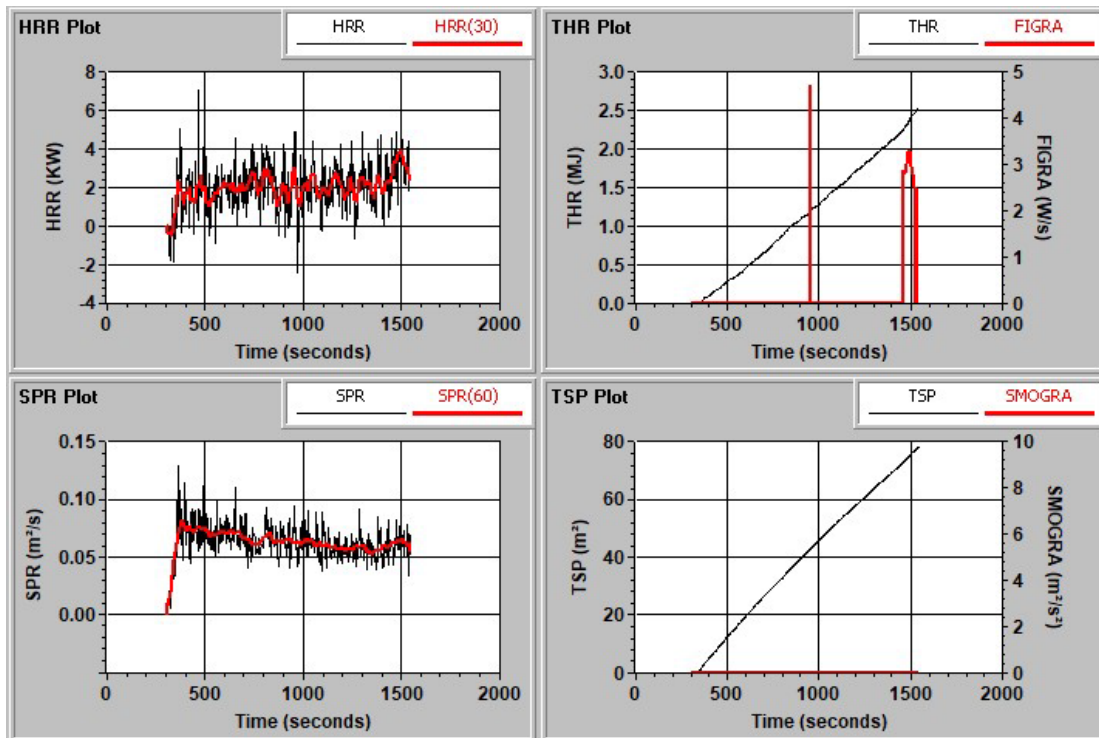 HRR Plot
HRR HRR(30)
8
6
4
2
0
-2
-4
HRR (KW)
0 500 1000 1500 2000
Time (seconds)
THR Plot
THR FIGRA
3.0
2.5
2.0
1.5
1.0
0.5
0.0
THR (MJ)
5
4
3
2
1
0
FIGRA (W/s)
0 500 1000 1500 2000
Time (seconds)
SPR Plot
SPR SPR(60)
0.15
0.10
0.05
0.00
SPR (m²/s)
0 500 1000 1500 2000
Time (seconds)
TSP Plot
TSP SMOGRA
80
60
40
20
0
TSP (m²)
10
8
6
4
2
0
SMOGRA (m²/s²)
0 500 1000 1500 2000
Time (seconds)